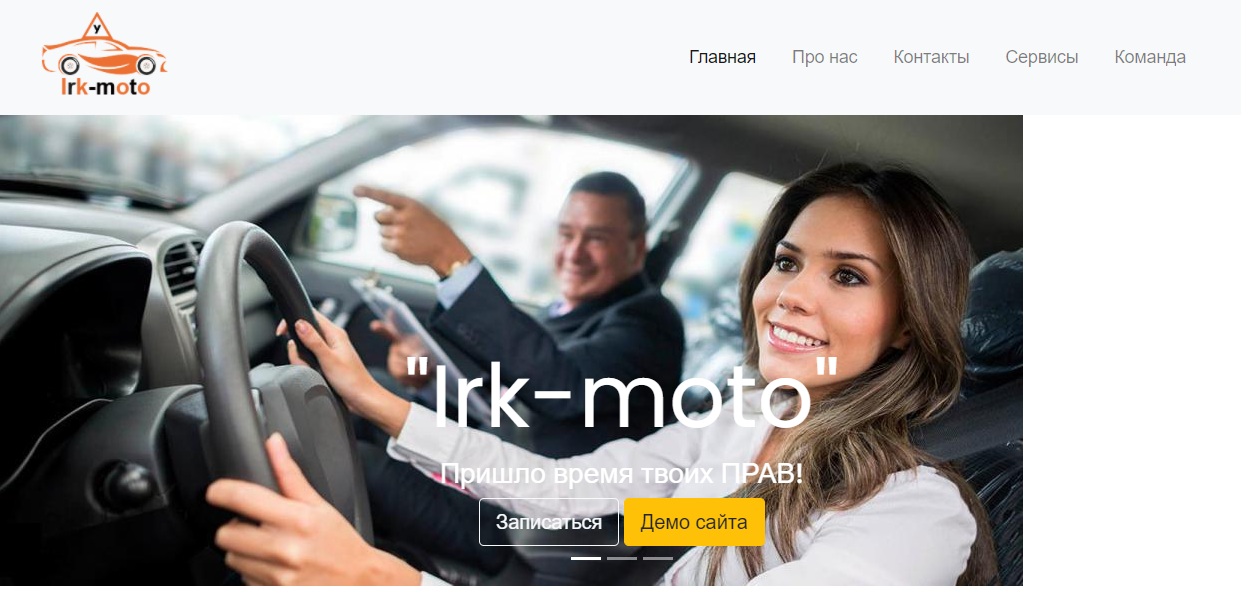 У
Irk-moto
Главная
Про нас
Контакты
Сервисы
Команда
"Irk-moto"
Пришло время твоих ПРАВ!
Записаться
Демо сайта